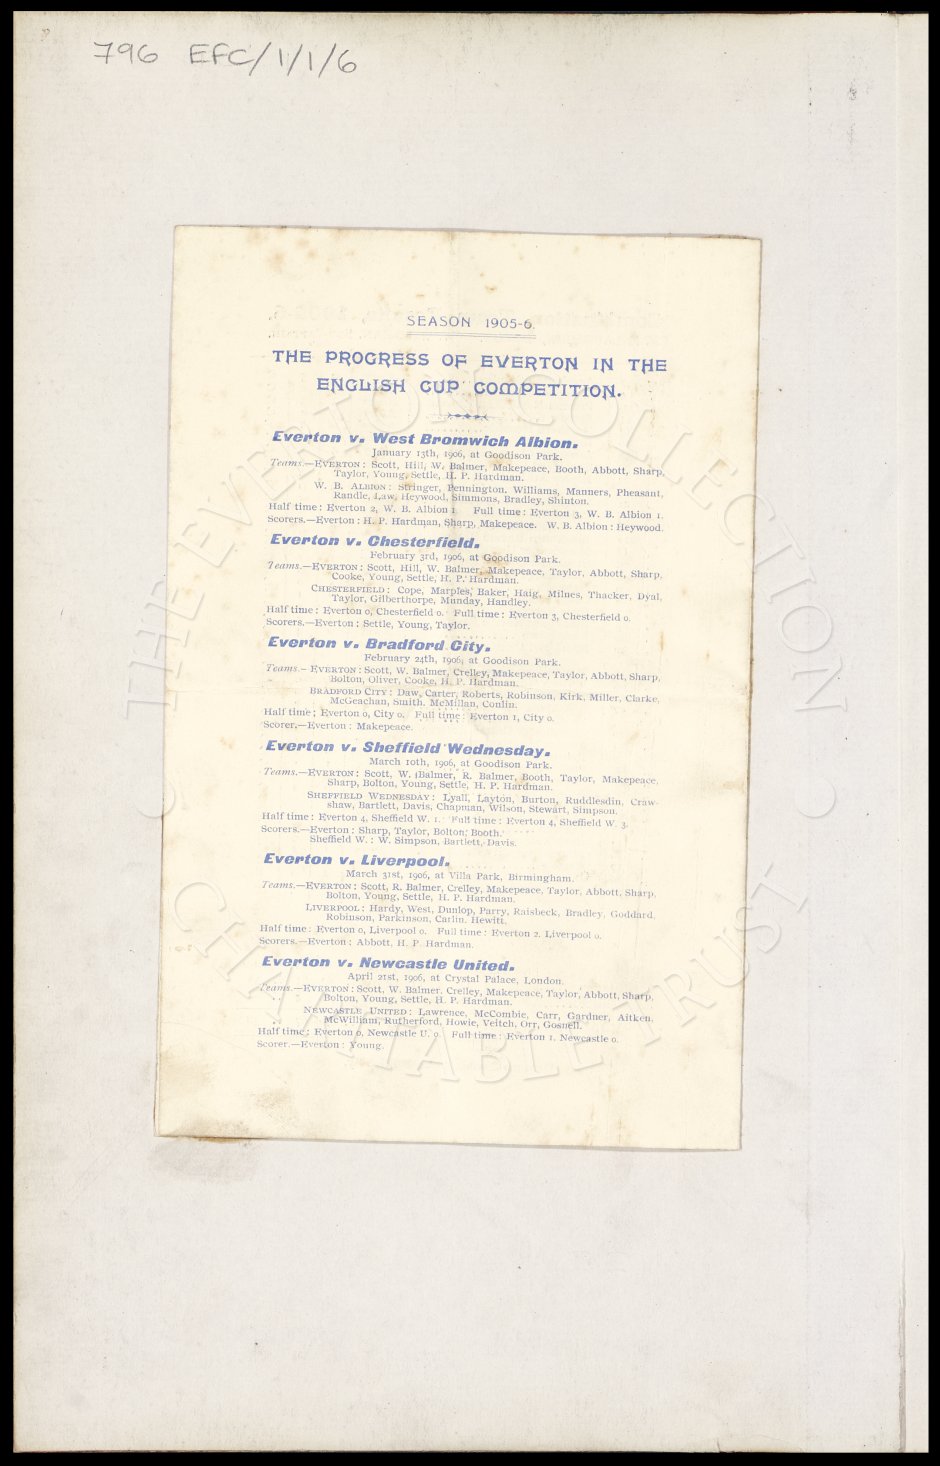 796 EFC/1/1/6
SEASON 1905-6.
THE PROGRESS OF EVERTON IN THE
ENGLISH CUP COMPETITION.
Everton v. West Bromwich Albion.
January 13th, 1906, at Goodison Park.
Teams.—EVERTON: Scott, Hill, W. Balmer, Makepeace, Booth, Abbott, Sharp,
Taylor, Young, Settle, H. P. Hardman.
W. B. ALBION: Stringer, Pennington, Williams, Manners, Pheasant,
Randle, Law, Heywood, Simmons, Bradley, Shinton.
Half time: Everton 2, W. B. Albion 1 Full time: Everton 3, W. B. Albion 1.
Scorers.—Everton: H. P. Hardman, Sharp, Makepeace. W. B. Albion: Heywood.
Everton v. Chesterfield.
February 3rd, 1906, at Goodison Park.
Teams.—EVERTON: Scott, Hill, W. Balmer, Makepeace, Taylor, Abbott, Sharp,
Cooke, Young, Settle, H. P. Hardman.
CHESTERFIELD: Cope, Marples, Baker, Haig, Milnes, Thacker, Dyal,
Taylor, Gilberthorpe, Munday, Handley.
Half time: Everton 0, Chesterfield 0. Full time: Everton 3, Chesterfield 0.
Scorers.—Everton: Settle, Young, Taylor.
Everton v. Bradford City.
February 24th, 1906, at Goodison Park.
Teams.—EVERTON: Scott, W. Balmer, Crelley, Makepeace, Taylor, Abbott, Sharp,
Bolton, Oliver, Cooke, H. P. Hardman.
BRADFORD CITY: Daw, Carter, Roberts, Robinson, Kirk, Miller, Clarke,
McGeachan, Smith, McMillan, Conlin.
Half time: Everton 0, City 0. Full time: Everton 1, City 0.
Scorer.—Everton: Makepeace.
Everton v. Sheffield Wednesday.
March 10th, 1906, at Goodison Park.
Teams.—EVERTON: Scott, W. Balmer, R. Balmer, Booth, Taylor, Makepeace,
Sharp, Bolton, Young, Settle, H. P. Hardman.
SHEFFIELD WEDNESDAY: Lyall, Layton, Burton, Ruddlesdin, Craw-
shaw, Bartlett, Davis, Chapman, Wilson, Stewart, Simpson.
Half time: Everton 4, Sheffield W. 1. Full time: Everton 4, Sheffield W. 3.
Scorers.—Everton: Sharp, Taylor, Bolton, Booth.
Sheffield W.: W. Simpson, Bartlett, Davis.
Everton v. Liverpool.
March 31st, 1906, at Villa Park, Birmingham.
Teams.—EVERTON: Scott, R. Balmer, Crelley, Makepeace, Taylor, Abbott, Sharp,
Bolton, Young, Settle, H. P. Hardman.
LIVERPOOL: Hardy, West, Dunlop, Parry, Raisbeck, Bradley, Goddard,
Robinson, Parkinson, Carlin, Hewitt.
Half time: Everton 0, Liverpool 0. Full time: Everton 2, Liverpool 0.
Scorers.—Everton: Abbott, H. P. Hardman.
Everton v. Newcastle United.
April 21st, 1906, at Crystal Palace, London.
Teams.—EVERTON: Scott, W. Balmer, Crelley, Makepeace, Taylor, Abbott, Sharp,
Bolton, Young, Settle, H. P. Hardman.
NEWCASTLE UNITED: Lawrence, McCombie, Carr, Gardner, Aitken,
McWilliam, Rutherford, Howie, Veitch, Orr, Gosnell.
Half time: Everton 0, Newcastle U. 0. Full time: Everton 1, Newcastle 0.
Scorer.—Everton: Young.
© THE EVERTON COLLECTION
CHARITABLE TRUST